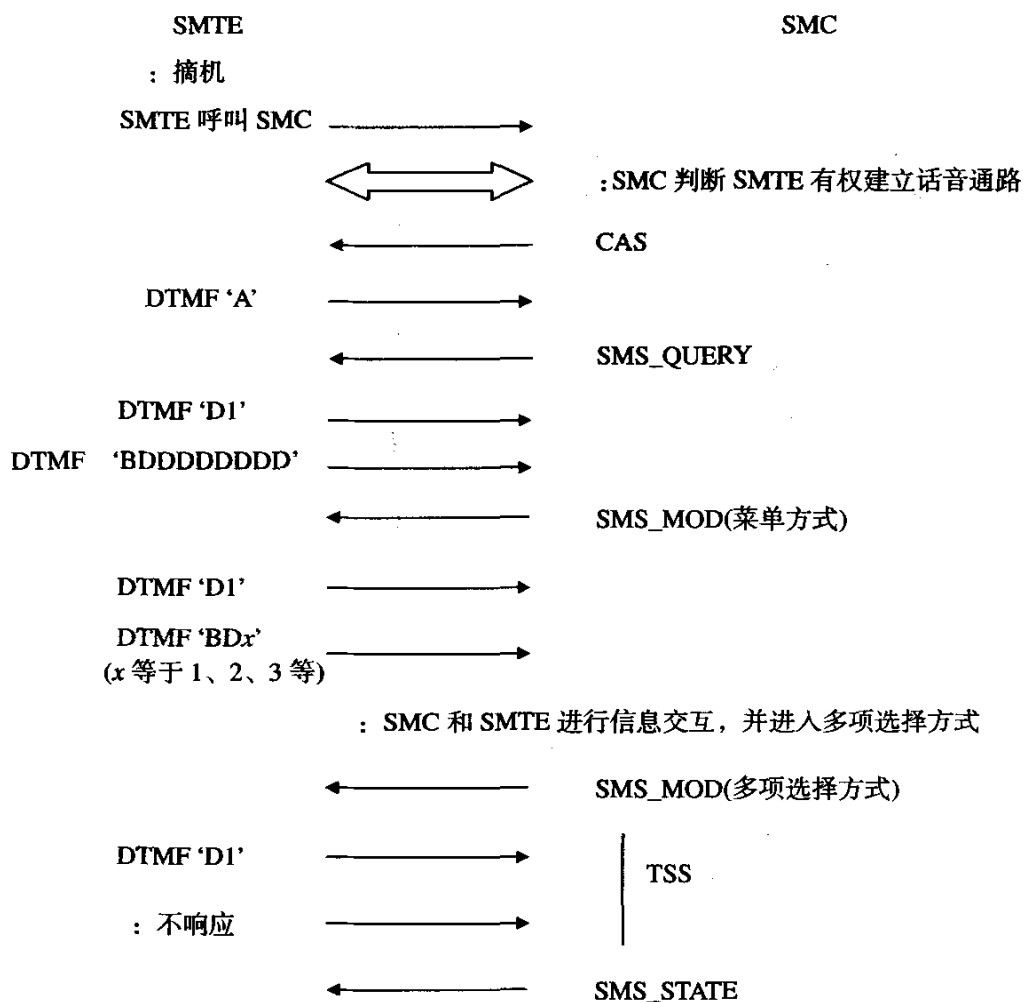 SMTE SMC
：摘机
SMTE 呼叫 SMC
：SMC 判断 SMTE 有权建立话音通路
CAS
DTMF ‘A’
SMS_QUERY
DTMF ‘D1’
DTMF ‘BDDDDDDDD’
SMS_MOD(菜单方式)
DTMF ‘D1’
DTMF ‘BDx’
(x 等于 1、2、3 等)
：SMC 和 SMTE 进行信息交互，并进入多项选择方式
SMS_MOD(多项选择方式)
DTMF ‘D1’
TSS
：不响应
SMS_STATE